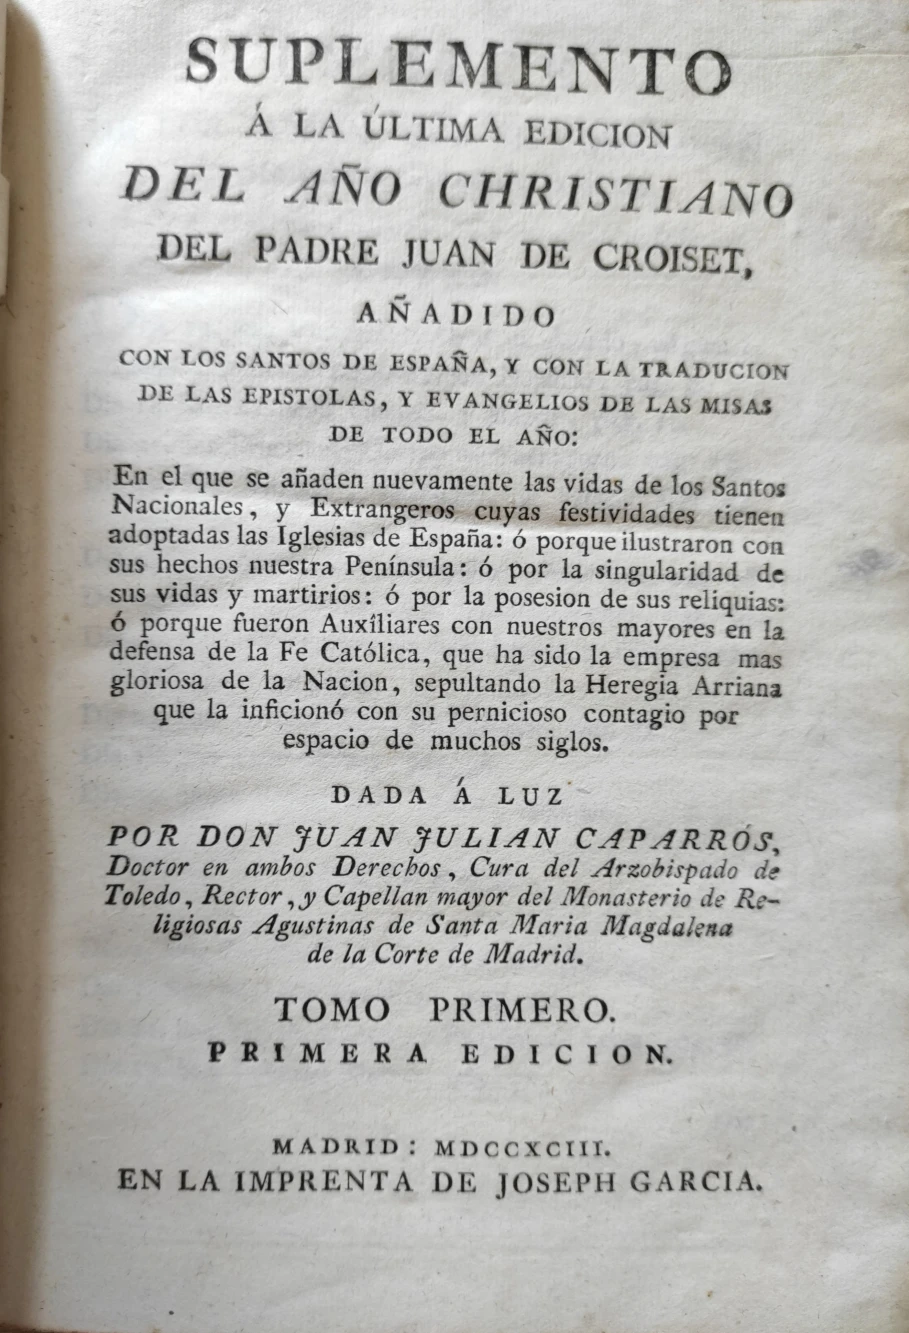 SUPLEMENTO
Á LA ÚLTIMA EDICION
DEL AÑO CHRISTIANO
DEL PADRE JUAN DE CROISET,
AÑADIDO
CON LOS SANTOS DE ESPAÑA, Y CON LA TRADUCION
DE LAS EPISTOLAS, Y EVANGELIOS DE LAS MISAS
DE TODO EL AÑO:
En el que se añaden nuevamente las vidas de los Santos
Nacionales, y Extrangeros cuyas festividades tienen
adoptadas las Iglesias de España: ó porque ilustraron con
sus hechos nuestra Península: ó por la singularidad de
sus vidas y martirios: ó por la posesion de sus reliquias:
ó porque fueron Auxíliares con nuestros mayores en la
defensa de la Fe Católica, que ha sido la empresa mas
gloriosa de la Nacion, sepultando la Heregia Arriana
que la inficionó con su pernicioso contagio por
espacio de muchos siglos.
DADA Á LUZ
POR DON JUAN JULIAN CAPARRÓS,
Doctor en ambos Derechos, Cura del Arzobispado de
Toledo, Rector, y Capellan mayor del Monasterio de Re-
ligiosas Agustinas de Santa Maria Magdalena
de la Corte de Madrid.
TOMO PRIMERO.
PRIMERA EDICION.
MADRID: MDCCXCIII.
EN LA IMPRENTA DE JOSEPH GARCIA.